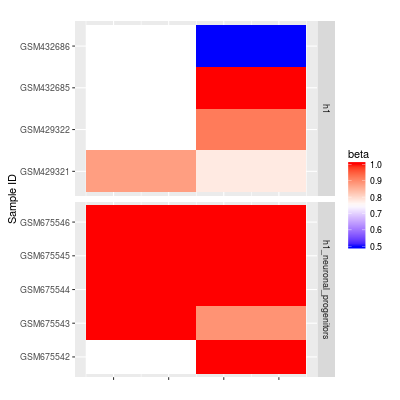 GSM432686
GSM432685
GSM429322
GSM429321
h1
GSM675546
GSM675545
GSM675544
GSM675543
GSM675542
h1_neuronal_progenitors
Sample ID
beta
1.0
0.9
0.8
0.7
0.6
0.5